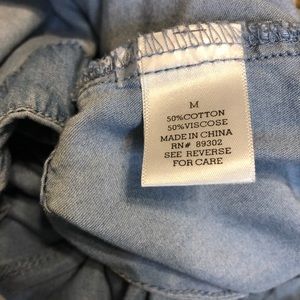 M
50%COTTON
50%VISCOSE
MADE IN CHINA
RN# 89302
SEE REVERSE
FOR CARE